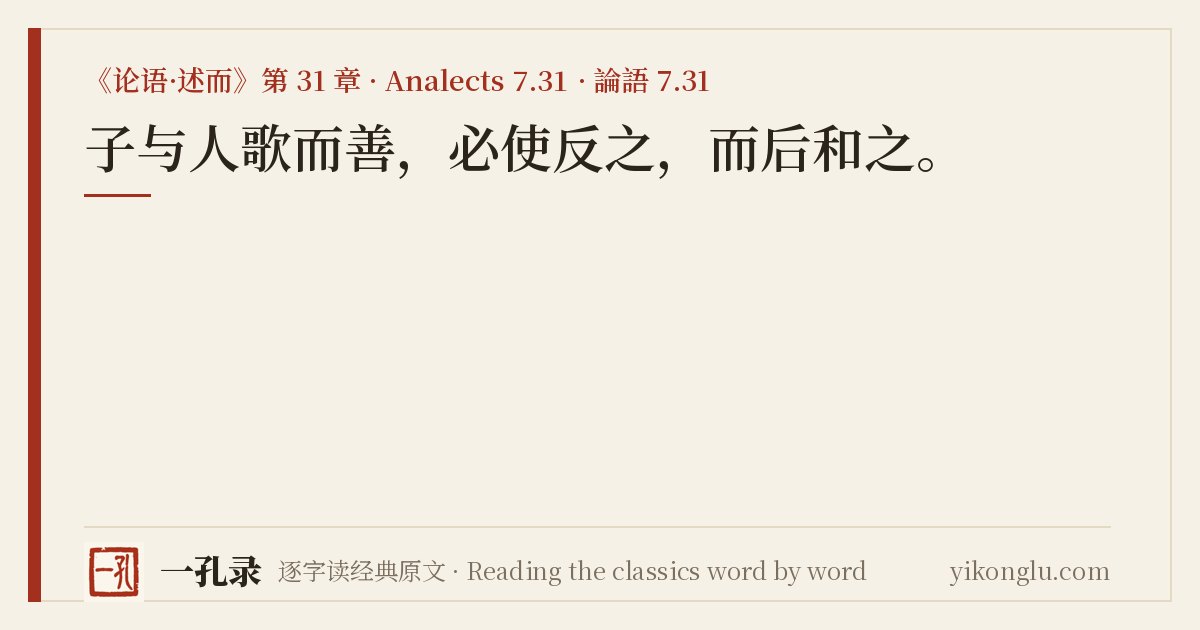 《论语·述而》第 31 章 · Analects 7.31 · 論語 7.31
子与人歌而善，必使反之，而后和之。
一孔
一孔录 逐字读经典原文 · Reading the classics word by word yikonglu.com